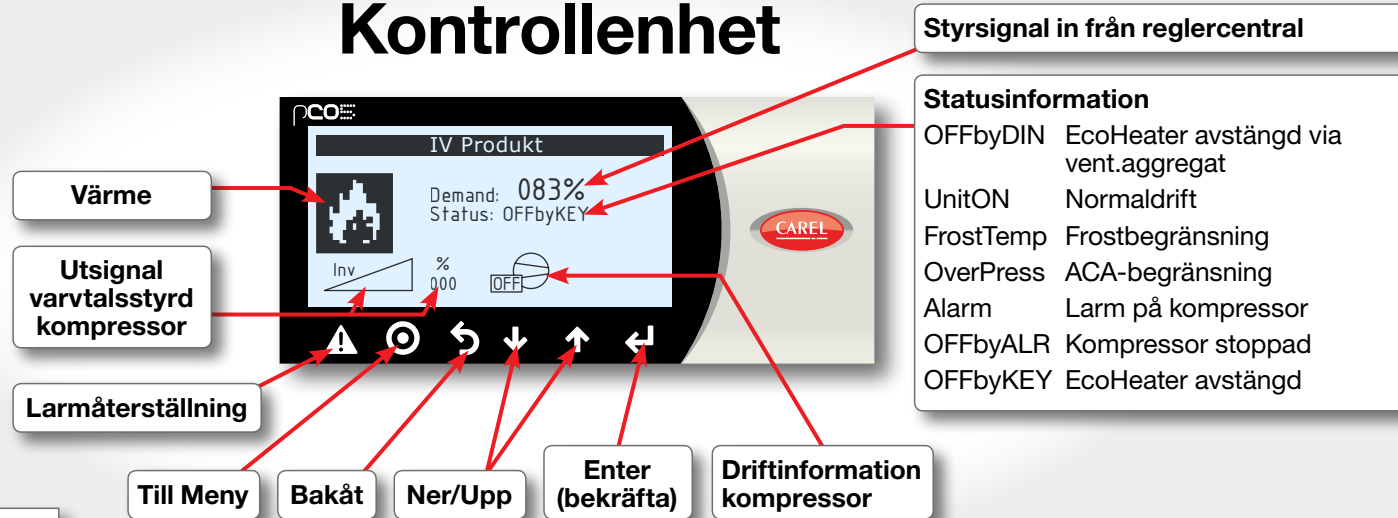 Kontrollenhet
Styrsignal in från reglercentral
Statusinformation
OFFbyDIN EcoHeater avstängd via
vent.aggregat
UnitON Normaldrift
FrostTemp Frostbegränsning
OverPress ACA-begränsning
Alarm Larm på kompressor
OFFbyALR Kompressor stoppad
OFFbyKEY EcoHeater avstängd
pCO
IV Produkt
Demand: 083%
Status: OFFbyKEY
Inv
%
000
OFF
CAREL
Värme
Utsignal
varvtalsstyrd
kompressor
Larmåterställning
Till Meny
Bakåt
Ner/Upp
Enter
(bekräfta)
Driftinformation
kompressor